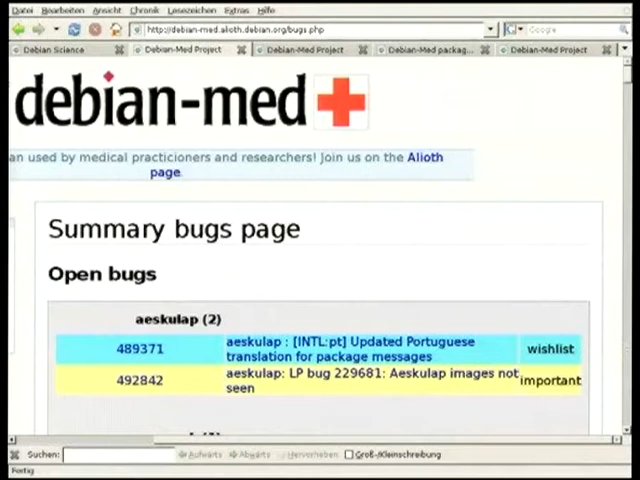 Datei Bearbeiten Ansicht Chronik Lesezeichen Extras Hilfe
http://debian-med.alioth.debian.org/bugs.php
Google
Debian Science
Debian-Med Project
Debian-Med Project
Debian-Med packag...
Debian-Med Project
debian-med
an used by medical practicioners and researchers! Join us on the Alioth
page.
Summary bugs page
Open bugs
aeskulap (2)
489371
aeskulap : [INTL:pt] Updated Portuguese
translation for package messages
wishlist
492842
aeskulap: LP bug 229681: Aeskulap images not
seen
important
Suchen:
Aufwärts
Abwärts
Hervorheben
Groß-/Kleinschreibung
Fertig